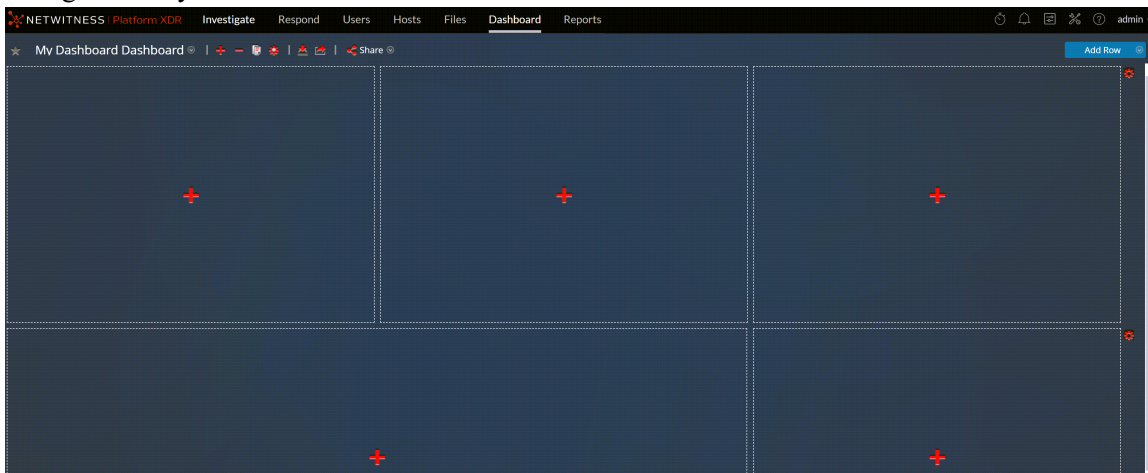 NETWITNESS Platform XDR Investigate Respond Users Hosts Files Dashboard Reports admin
My Dashboard Dashboard Share Add Row